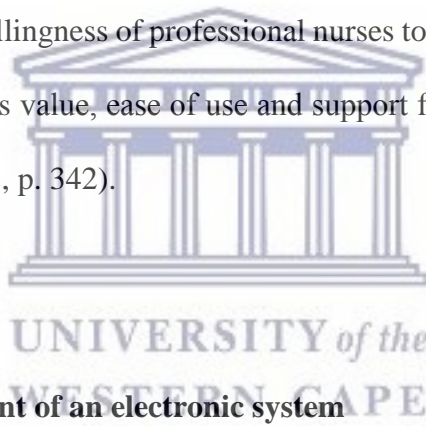 llingness of professional nurses to
s value, ease of use and support f
, p. 342).
UNIVERSITY of the
WESTERN CAPE
nt of an electronic system